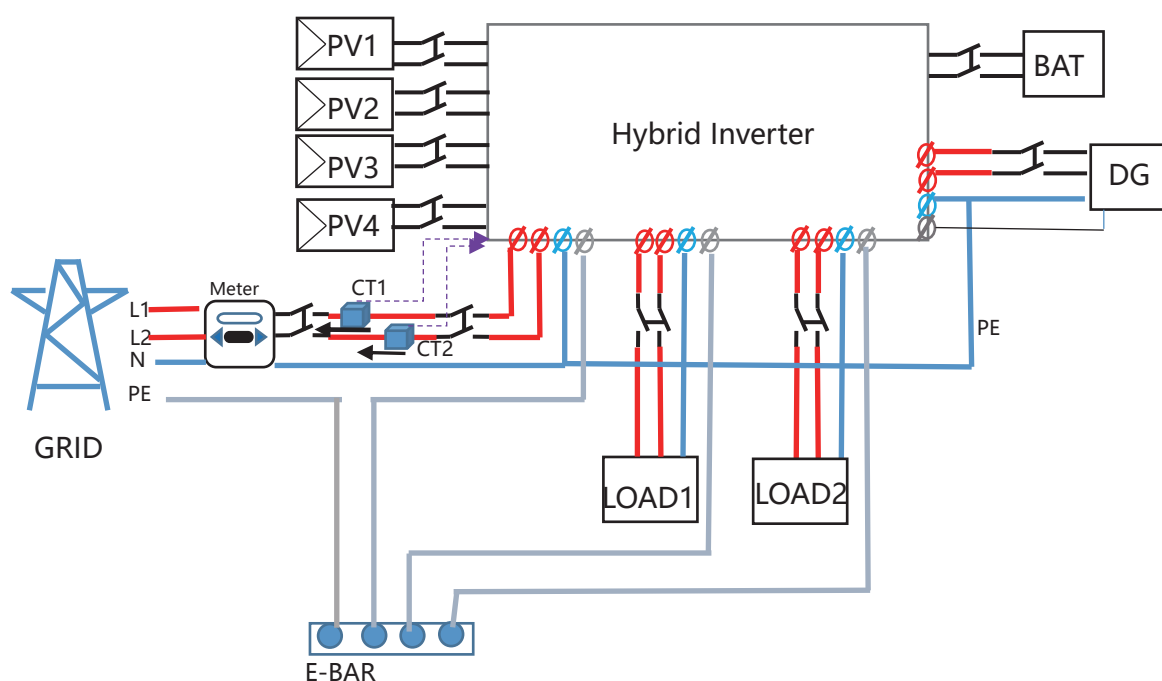 PV1
PV2
PV3
PV4
Hybrid Inverter
BAT
DG
Meter
CT1
CT2
L1
L2
N
PE
PE
GRID
LOAD1
LOAD2
E-BAR